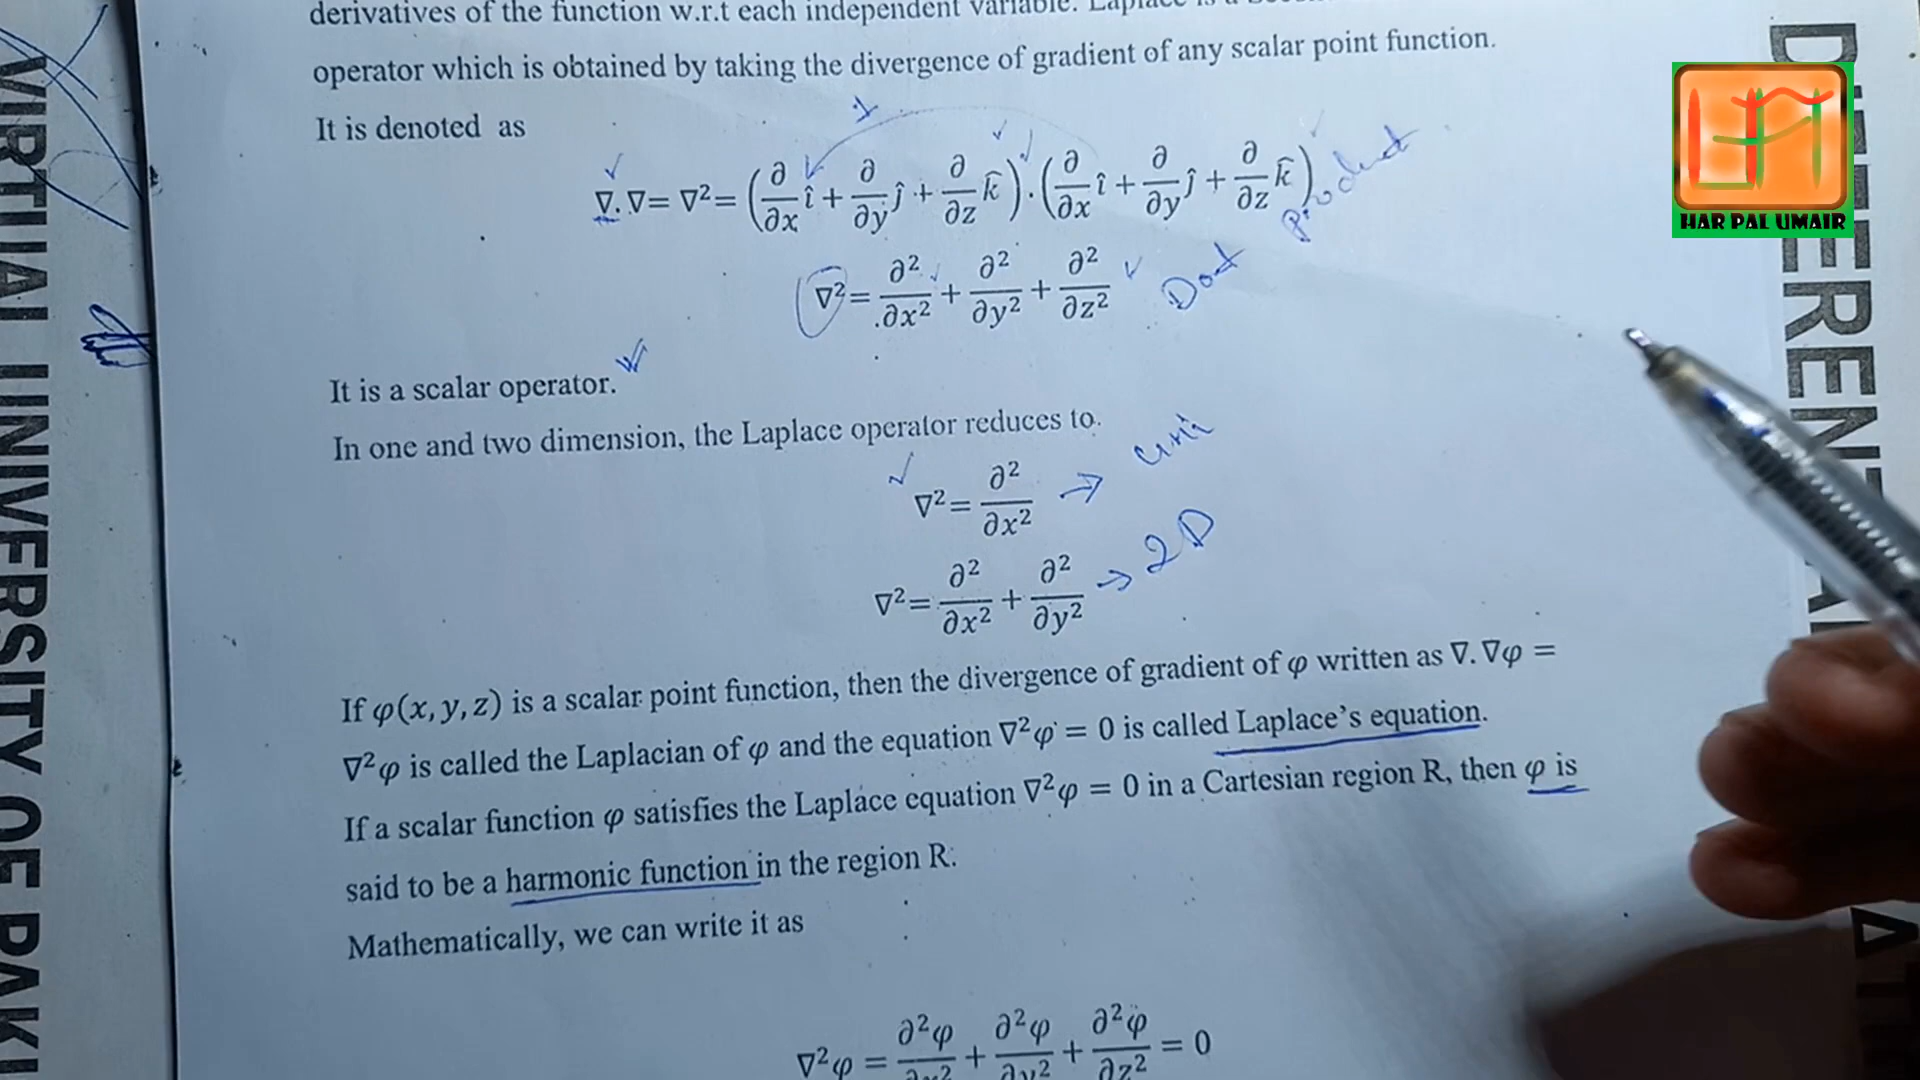 derivatives of the function w.r.t each independent variable. Laplace is a
operator which is obtained by taking the divergence of gradient of any scalar point function.
It is denoted as
∇. ∇= ∇²= (∂/∂x î + ∂/∂y ĵ + ∂/∂z k̂) . (∂/∂x î + ∂/∂y ĵ + ∂/∂z k̂)
Dot Product
∇²= ∂²/∂x² + ∂²/∂y² + ∂²/∂z²
It is a scalar operator.
In one and two dimension, the Laplace operator reduces to.
∇²= ∂²/∂x² →
∇²= ∂²/∂x² + ∂²/∂y² → 2D
If φ(x, y, z) is a scalar point function, then the divergence of gradient of φ written as ∇. ∇φ =
∇²φ is called the Laplacian of φ and the equation ∇²φ = 0 is called Laplace's equation.
If a scalar function φ satisfies the Laplace equation ∇²φ = 0 in a Cartesian region R, then φ is
said to be a harmonic function in the region R.
Mathematically, we can write it as
∇²φ = ∂²φ/∂x² + ∂²φ/∂y² + ∂²φ/∂z² = 0
VIRTUAL UNIVERSITY OF PAKI
DIFFERENTIAL
HAR PAL UMAIR